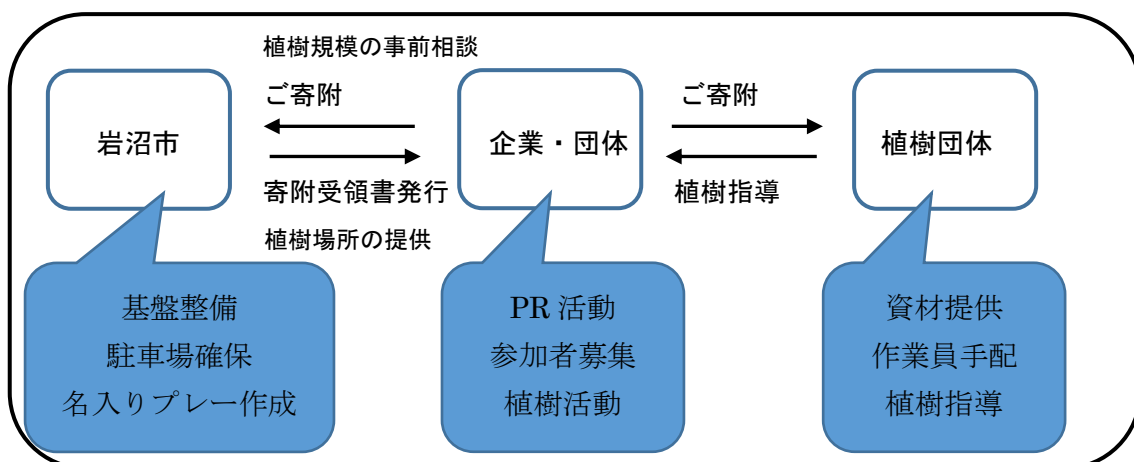 植樹規模の事前相談
ご寄附
ご寄附
岩沼市
企業・団体
植樹団体
寄附受領書発行
植樹指導
植樹場所の提供
基盤整備
駐車場確保
名入りプレー作成
PR 活動
参加者募集
植樹活動
資材提供
作業員手配
植樹指導